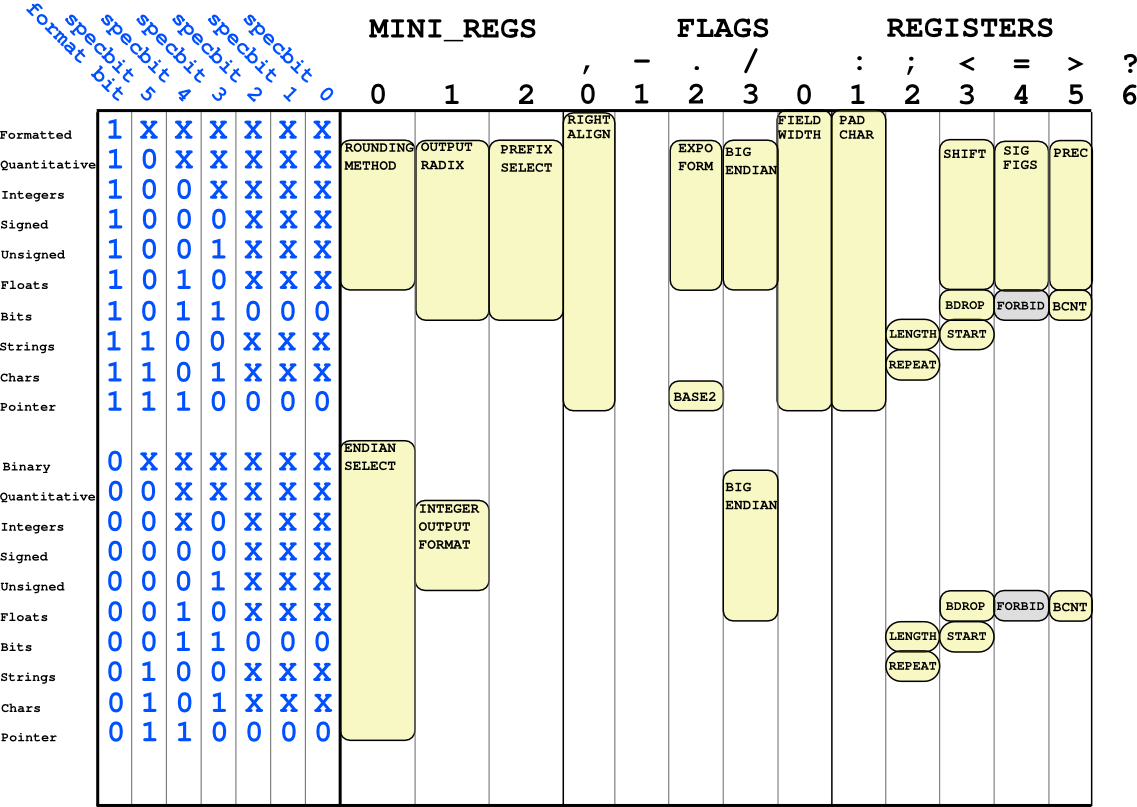 MINI_REGS FLAGS REGISTERS
format bit specbit specbit specbit specbit specbit specbit
, - . / : ; < = > ?
5 4 3 2 1 0 0 1 2 0 1 2 3 0 1 2 3 4 5 6
Formatted 1 X X X X X X RIGHT ALIGN FIELD WIDTH PAD CHAR
Quantitative 1 0 X X X X X ROUNDING METHOD OUTPUT RADIX PREFIX SELECT EXPO FORM BIG ENDIAN SHIFT SIG FIGS PREC
Integers 1 0 0 X X X X
Signed 1 0 0 0 X X X
Unsigned 1 0 0 1 X X X
Floats 1 0 1 0 X X X
Bits 1 0 1 1 0 0 0 BDROP FORBID BCNT
Strings 1 1 0 0 X X X LENGTH START
Chars 1 1 0 1 X X X REPEAT
Pointer 1 1 1 0 0 0 0 BASE2
Binary 0 X X X X X X ENDIAN SELECT
Quantitative 0 0 X X X X X BIG ENDIAN
Integers 0 0 X 0 X X X INTEGER OUTPUT FORMAT
Signed 0 0 0 0 X X X
Unsigned 0 0 0 1 X X X
Floats 0 0 1 0 X X X BDROP FORBID BCNT
Bits 0 0 1 1 0 0 0 LENGTH START
Strings 0 1 0 0 X X X REPEAT
Chars 0 1 0 1 X X X
Pointer 0 1 1 0 0 0 0